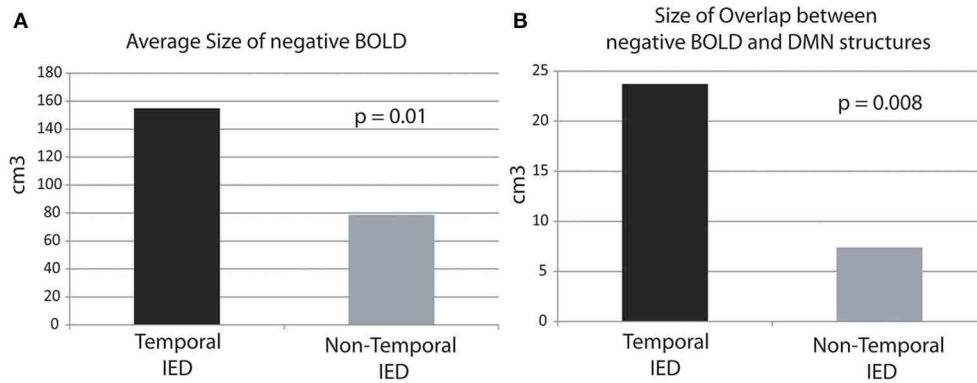 A
Average Size of negative BOLD
180
160
140
120
100
80
60
40
20
0
cm3
p = 0.01
Temporal
IED
Non-Temporal
IED
B
Size of Overlap between
negative BOLD and DMN structures
25
20
15
10
5
0
cm3
p = 0.008
Temporal
IED
Non-Temporal
IED